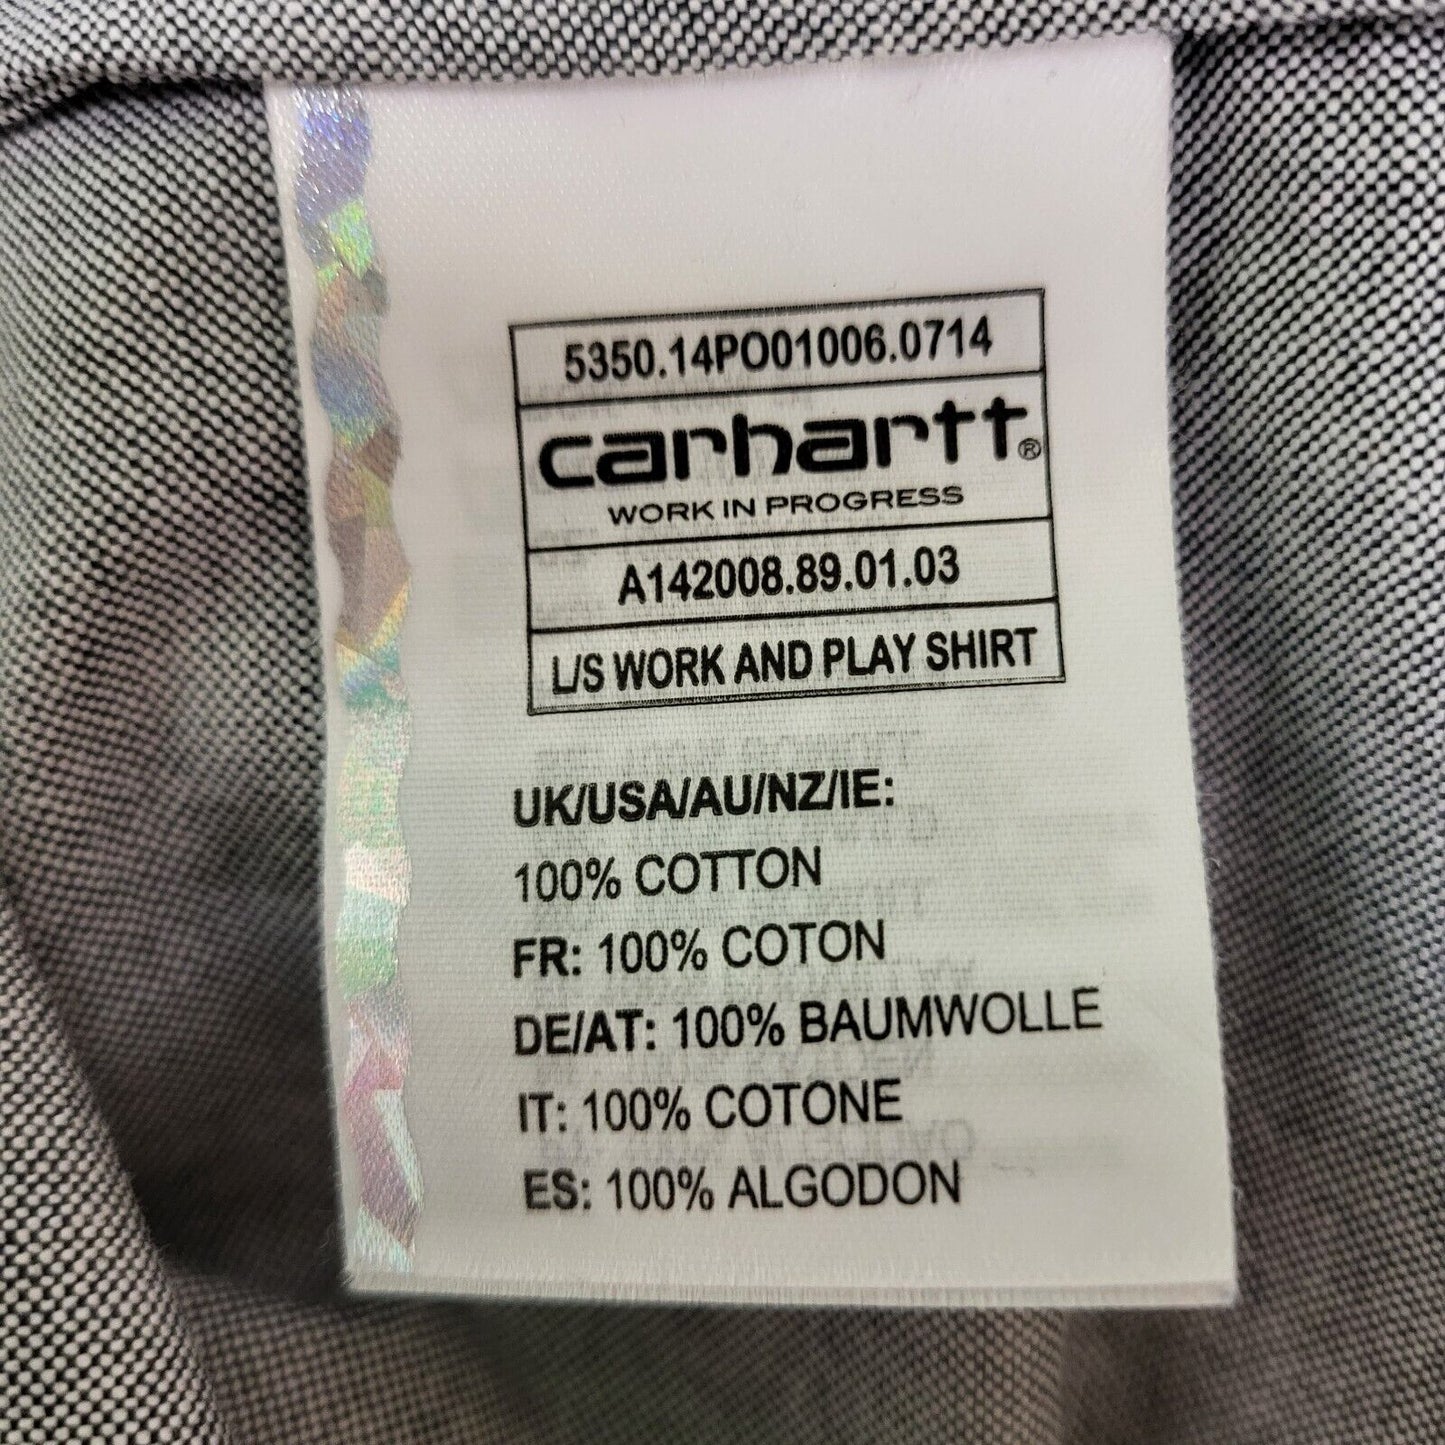 5350.14PO01006.0714
carhartt®
WORK IN PROGRESS
A142008.89.01.03
L/S WORK AND PLAY SHIRT
UK/USA/AU/NZ/IE:
100% COTTON
FR: 100% COTON
DE/AT: 100% BAUMWOLLE
IT: 100% COTONE
ES: 100% ALGODON